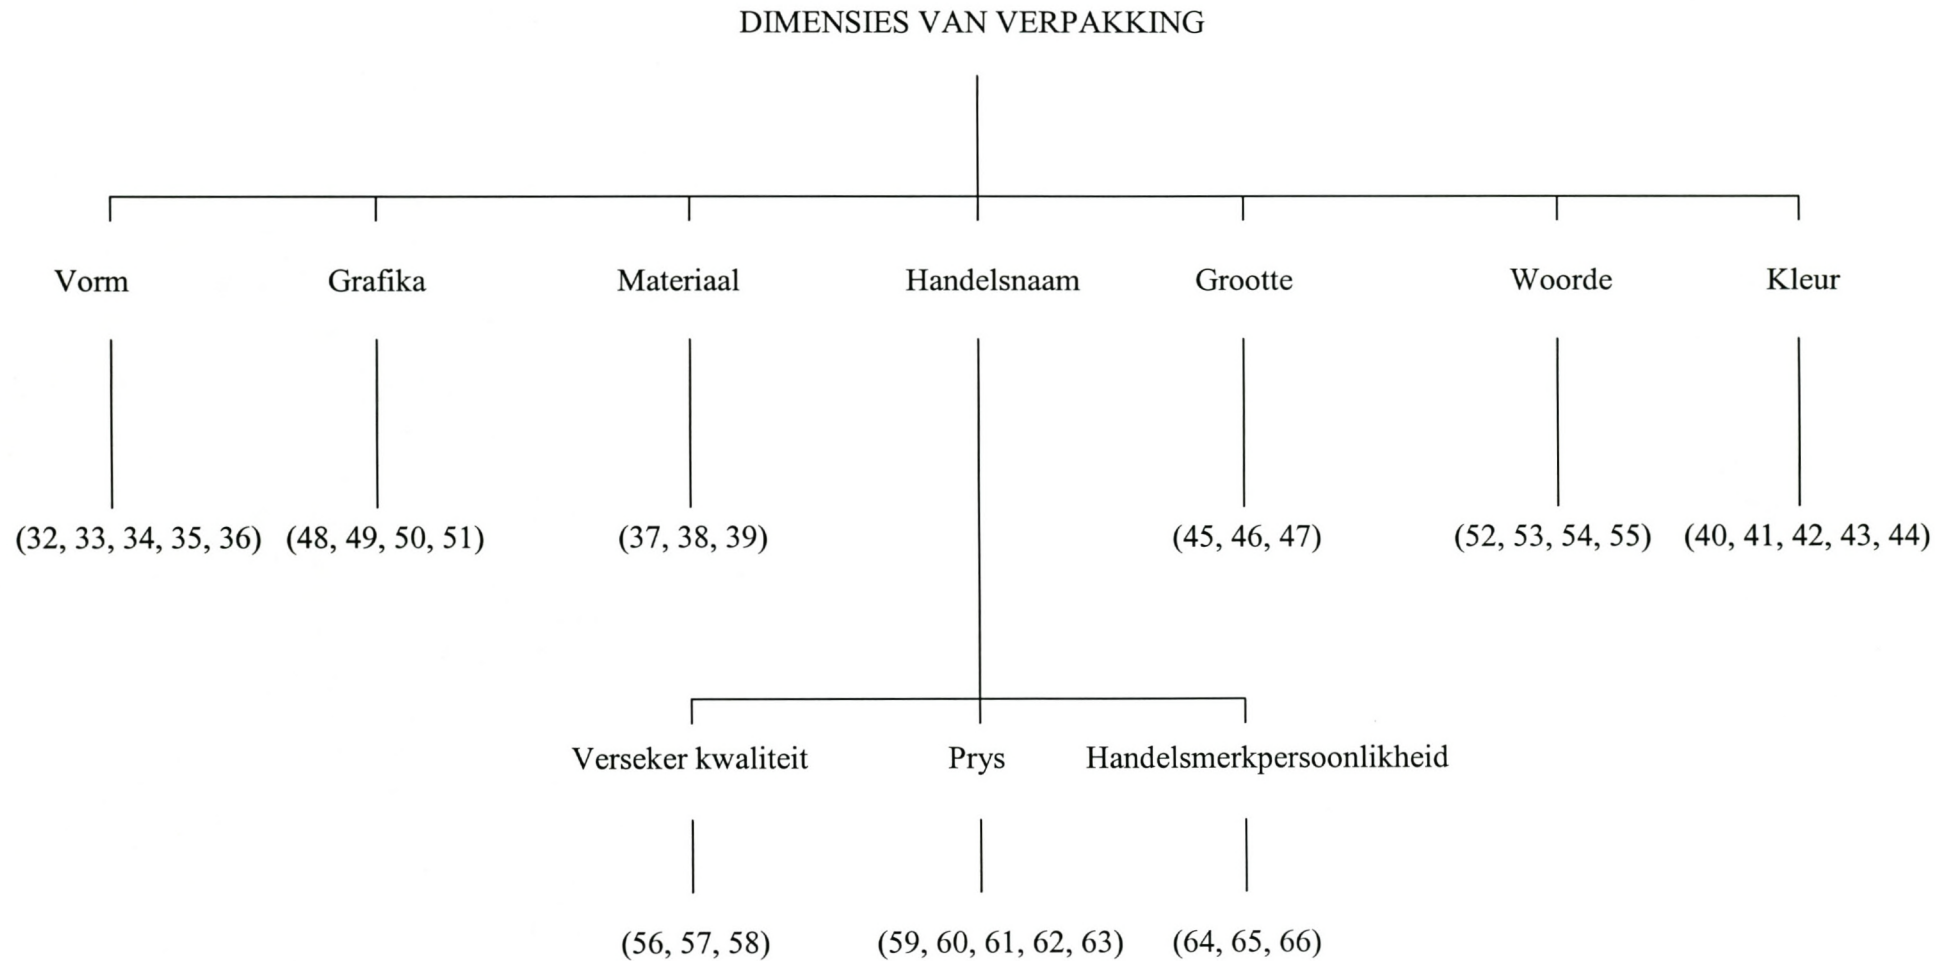 DIMENSIES VAN VERPAKKING
Vorm Grafika Materiaal Handelsnaam Grootte Woorde Kleur
(32, 33, 34, 35, 36) (48, 49, 50, 51) (37, 38, 39) (45, 46, 47) (52, 53, 54, 55) (40, 41, 42, 43, 44)
Verseker kwaliteit Prys Handelsmerkpersoonlikheid
(56, 57, 58) (59, 60, 61, 62, 63) (64, 65, 66)